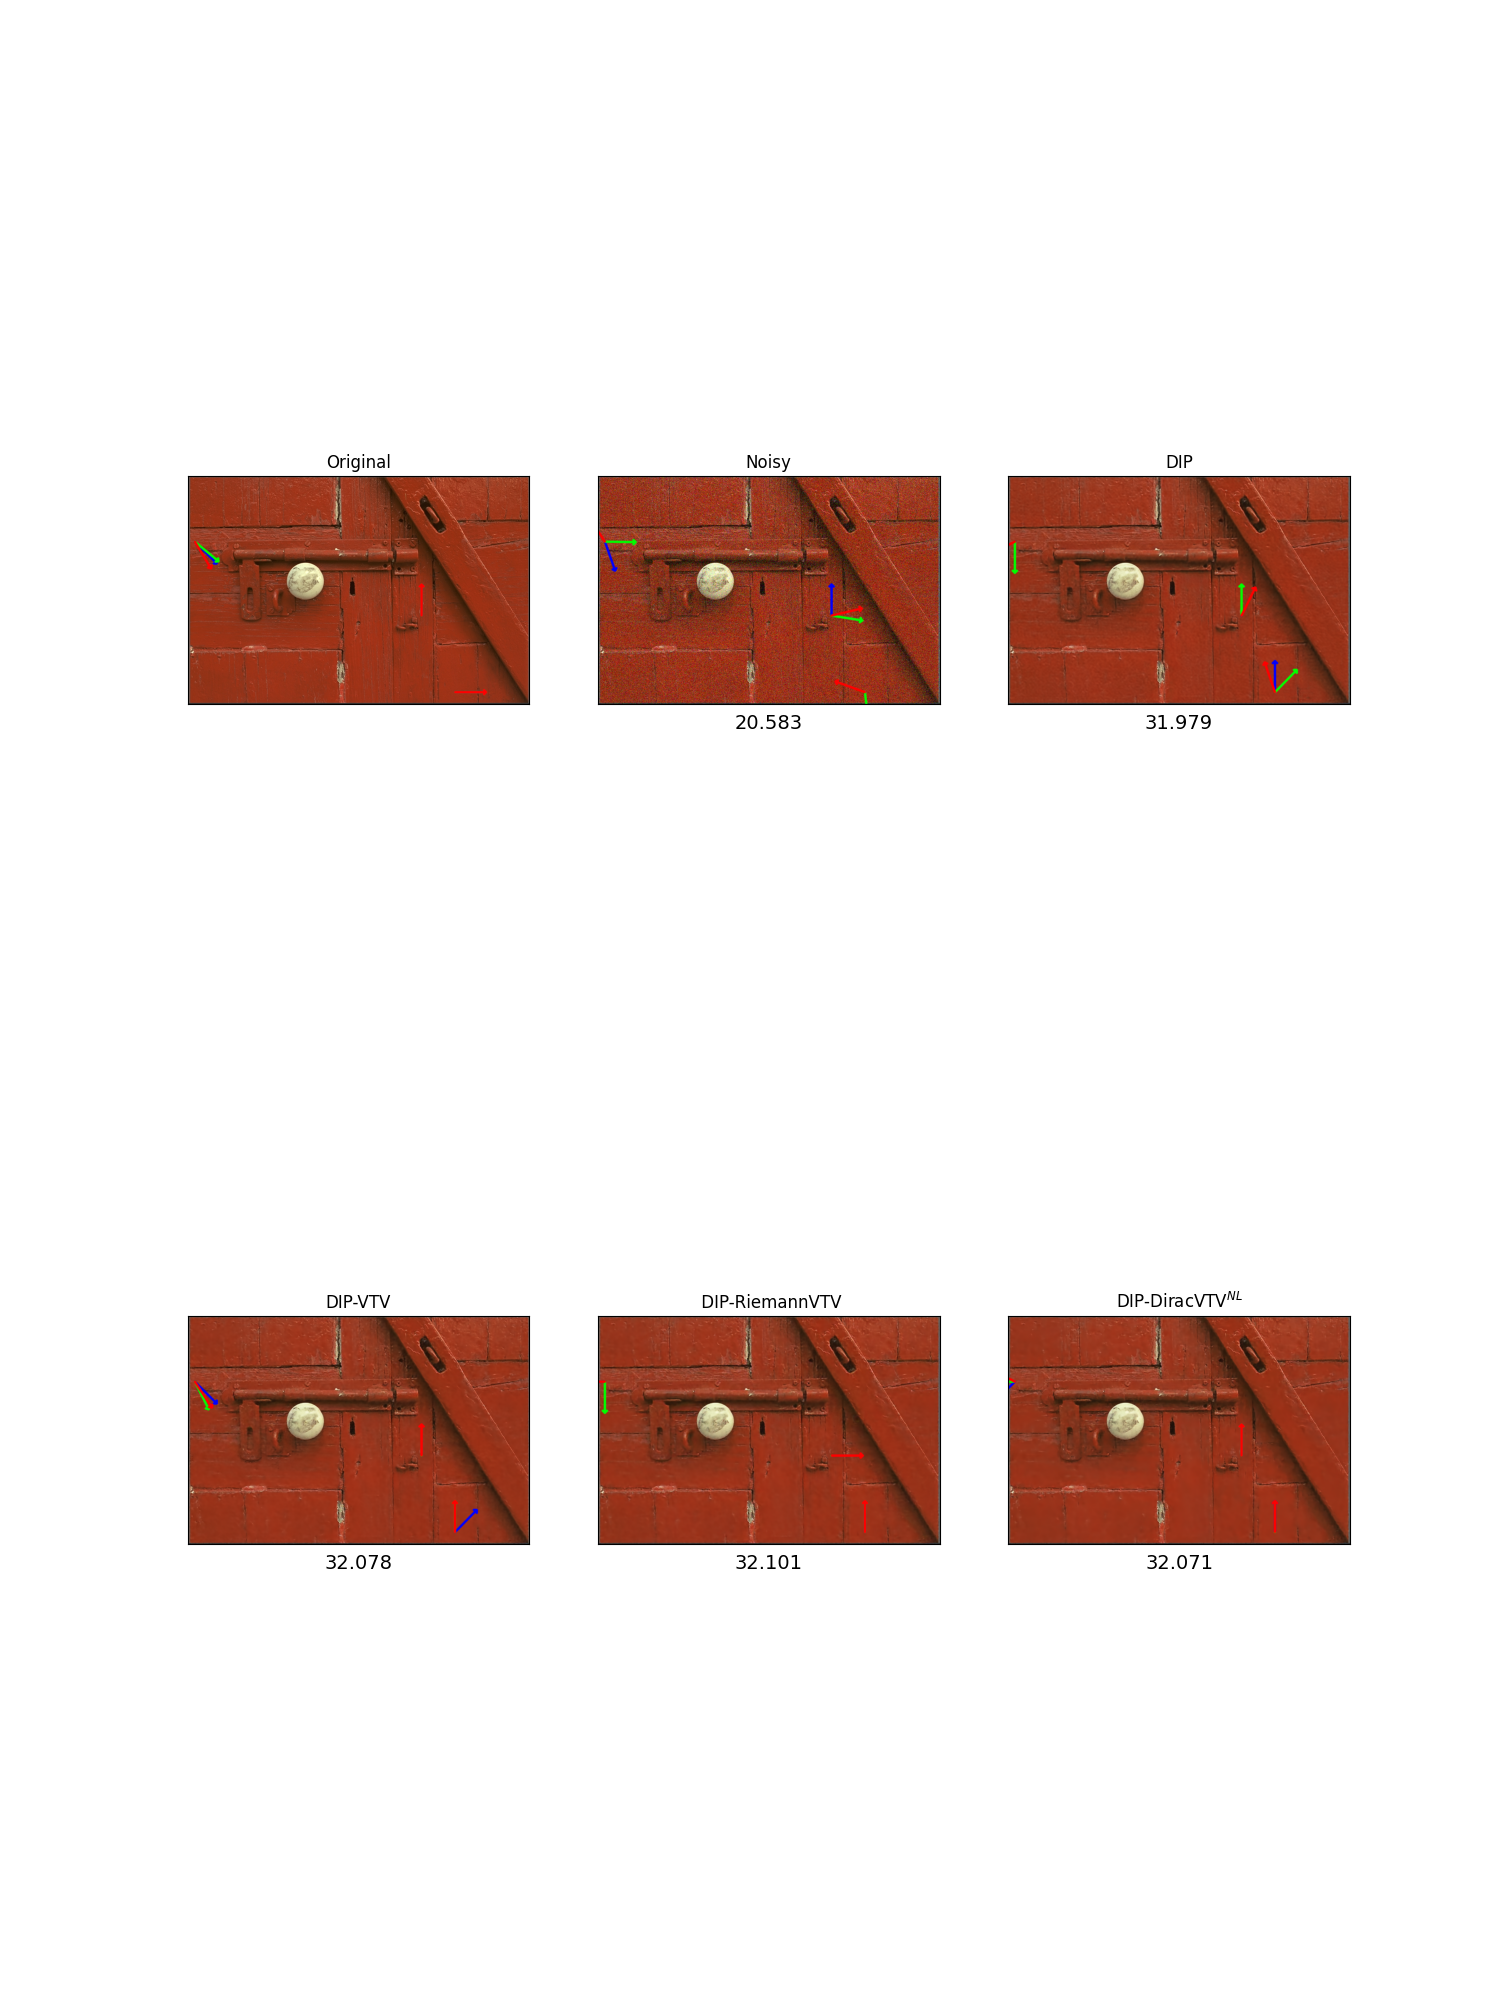 Original
Noisy
DIP
20.583
31.979
DIP-VTV
DIP-RiemannVTV
DIP-DiracVTV^NL
32.078
32.101
32.071